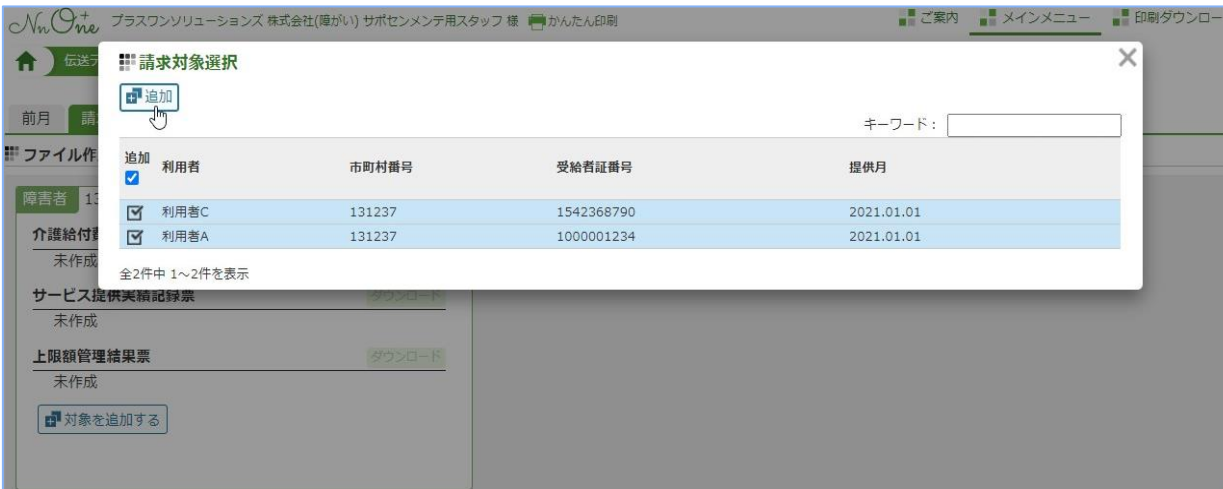 NnOne+ プラスワンソリューションズ 株式会社(障がい) サポセンメンテ用スタッフ 様 かんたん印刷 ご案内 メインメニュー 印刷ダウンロー
伝送デ
請求対象選択 ×
追加
前月 請
キーワード：
ファイル作
追加 利用者 市町村番号 受給者証番号 提供月
障害者 13
利用者C 131237 1542368790 2021.01.01
介護給付費
利用者A 131237 1000001234 2021.01.01
未作成
全2件中 1～2件を表示
サービス提供実績記録票 ダウンロード
未作成
上限額管理結果票 ダウンロード
未作成
対象を追加する